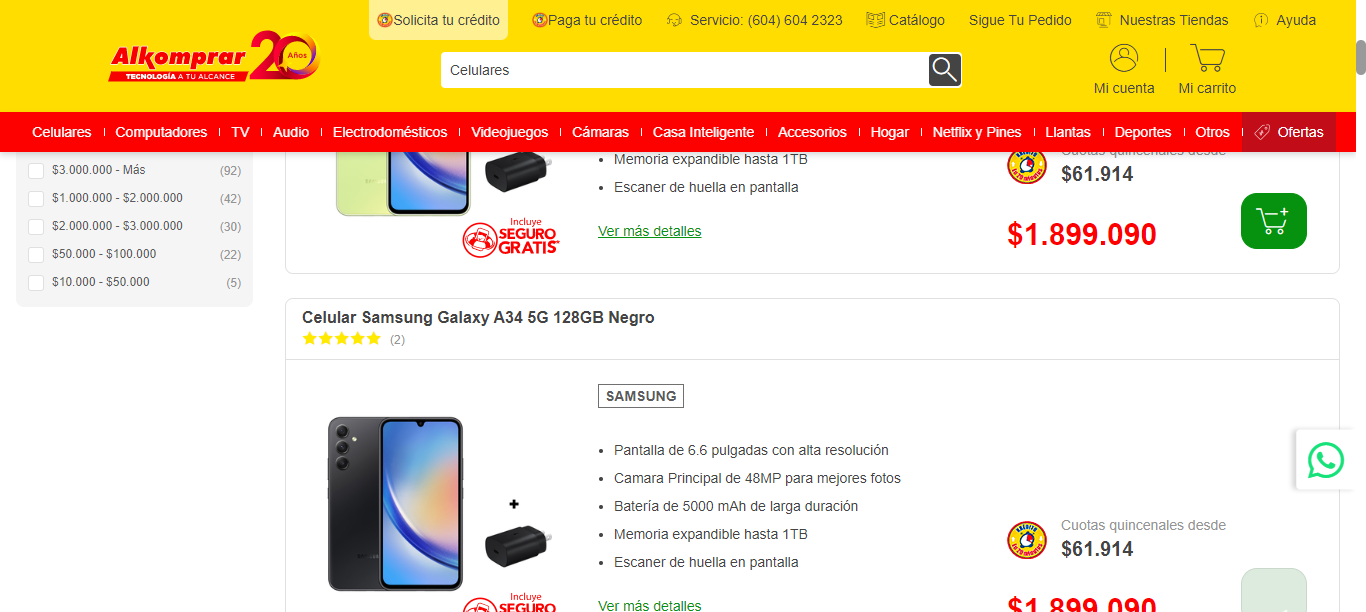 Solicita tu crédito
Paga tu crédito
Servicio: (604) 604 2323
Catálogo
Sigue Tu Pedido
Nuestras Tiendas
Ayuda
Alkomprar 20 Años
TECNOLOGÍA A TU ALCANCE
Celulares
Mi cuenta
Mi carrito
Celulares
Computadores
TV
Audio
Electrodomésticos
Videojuegos
Cámaras
Casa Inteligente
Accesorios
Hogar
Netflix y Pines
Llantas
Deportes
Otros
Ofertas
$3.000.000 - Más (92)
$1.000.000 - $2.000.000 (42)
$2.000.000 - $3.000.000 (30)
$50.000 - $100.000 (22)
$10.000 - $50.000 (5)
Memoria expandible hasta 1TB
Escaner de huella en pantalla
Ver más detalles
Incluye
SEGURO
GRATIS*
Cuotas quincenales desde
$61.914
$1.899.090
Celular Samsung Galaxy A34 5G 128GB Negro
(2)
SAMSUNG
Pantalla de 6.6 pulgadas con alta resolución
Camara Principal de 48MP para mejores fotos
Batería de 5000 mAh de larga duración
Memoria expandible hasta 1TB
Escaner de huella en pantalla
Ver más detalles
Incluye
SEGURO
Cuotas quincenales desde
$61.914
$1.899.090